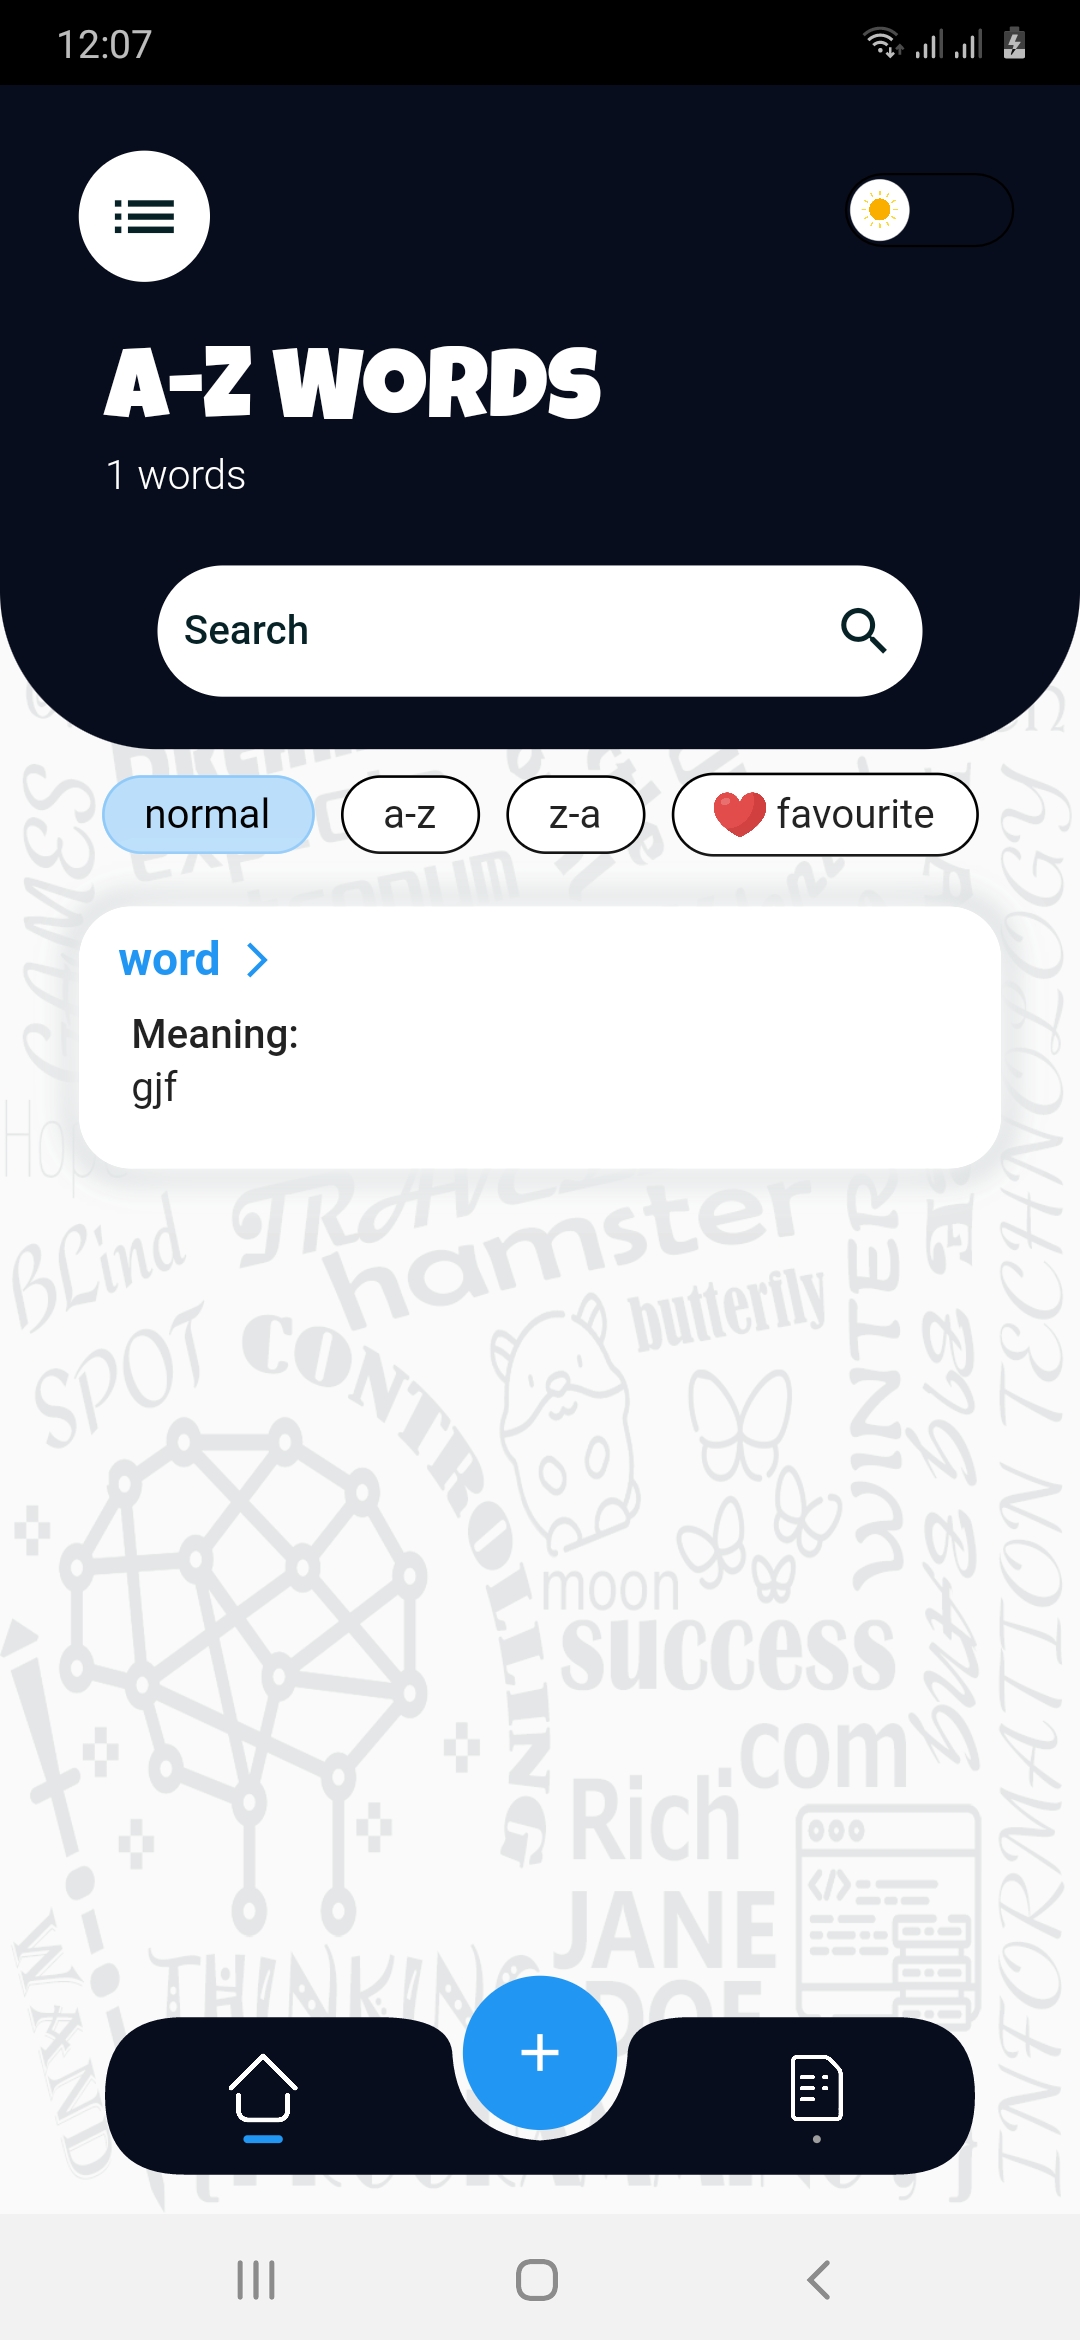 12:07
A-Z WORDS
1 words
Search
normal
a-z
z-a
favourite
word
Meaning:
gjf
GAMES
Hope
TRAVEL
hamster
BLind
butterfly
SPOT
CONTROLLING
WINTER
moon
success
.com
Rich
JANE
DOE
THINKING
WAND
INFORMATION TECHNOLOGY